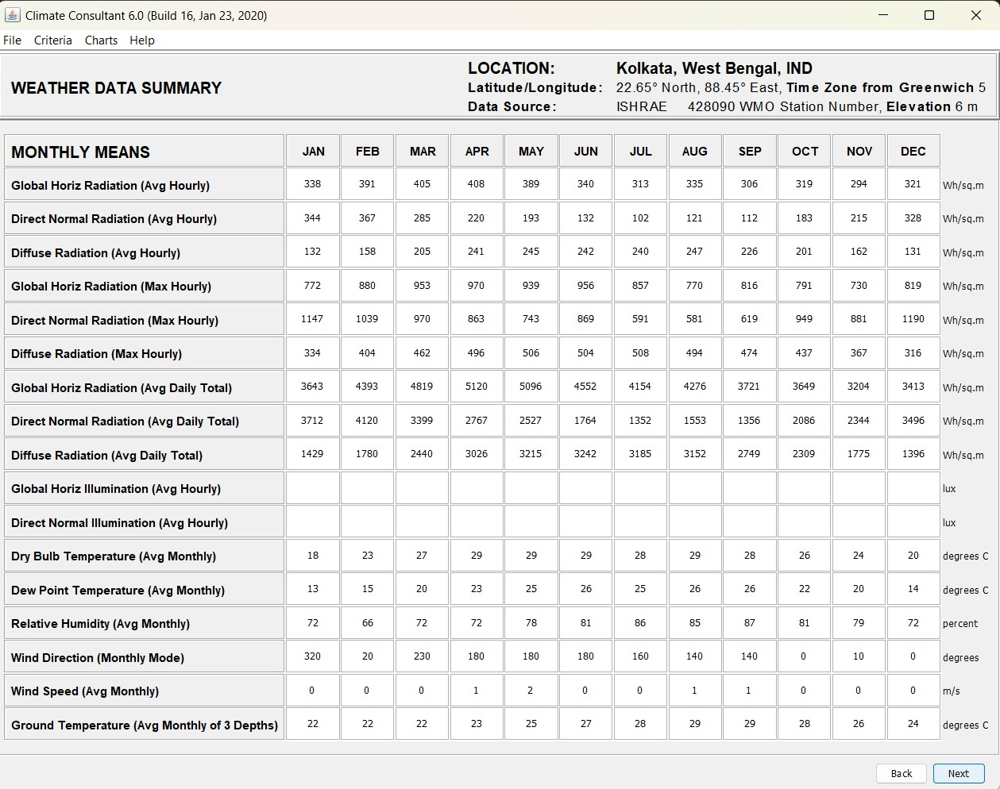 Climate Consultant 6.0 (Build 16, Jan 23, 2020)
File Criteria Charts Help
WEATHER DATA SUMMARY
LOCATION: Kolkata, West Bengal, IND
Latitude/Longitude: 22.65° North, 88.45° East, Time Zone from Greenwich 5
Data Source: ISHRAE 428090 WMO Station Number, Elevation 6 m
MONTHLY MEANS JAN FEB MAR APR MAY JUN JUL AUG SEP OCT NOV DEC
Global Horiz Radiation (Avg Hourly) 338 391 405 408 389 340 313 335 306 319 294 321 Wh/sq.m
Direct Normal Radiation (Avg Hourly) 344 367 285 220 193 132 102 121 112 183 215 328 Wh/sq.m
Diffuse Radiation (Avg Hourly) 132 158 205 241 245 242 240 247 226 201 162 131 Wh/sq.m
Global Horiz Radiation (Max Hourly) 772 880 953 970 939 956 857 770 816 791 730 819 Wh/sq.m
Direct Normal Radiation (Max Hourly) 1147 1039 970 863 743 869 591 581 619 949 881 1190 Wh/sq.m
Diffuse Radiation (Max Hourly) 334 404 462 496 506 504 508 494 474 437 367 316 Wh/sq.m
Global Horiz Radiation (Avg Daily Total) 3643 4393 4819 5120 5096 4552 4154 4276 3721 3649 3204 3413 Wh/sq.m
Direct Normal Radiation (Avg Daily Total) 3712 4120 3399 2767 2527 1764 1352 1553 1356 2086 2344 3496 Wh/sq.m
Diffuse Radiation (Avg Daily Total) 1429 1780 2440 3026 3215 3242 3185 3152 2749 2309 1775 1396 Wh/sq.m
Global Horiz Illumination (Avg Hourly) lux
Direct Normal Illumination (Avg Hourly) lux
Dry Bulb Temperature (Avg Monthly) 18 23 27 29 29 29 28 29 28 26 24 20 degrees C
Dew Point Temperature (Avg Monthly) 13 15 20 23 25 26 25 26 26 22 20 14 degrees C
Relative Humidity (Avg Monthly) 72 66 72 72 78 81 86 85 87 81 79 72 percent
Wind Direction (Monthly Mode) 320 20 230 180 180 180 160 140 140 0 10 0 degrees
Wind Speed (Avg Monthly) 0 0 0 1 2 0 0 1 1 0 0 0 m/s
Ground Temperature (Avg Monthly of 3 Depths) 22 22 22 23 25 27 28 29 29 28 26 24 degrees C
Back Next